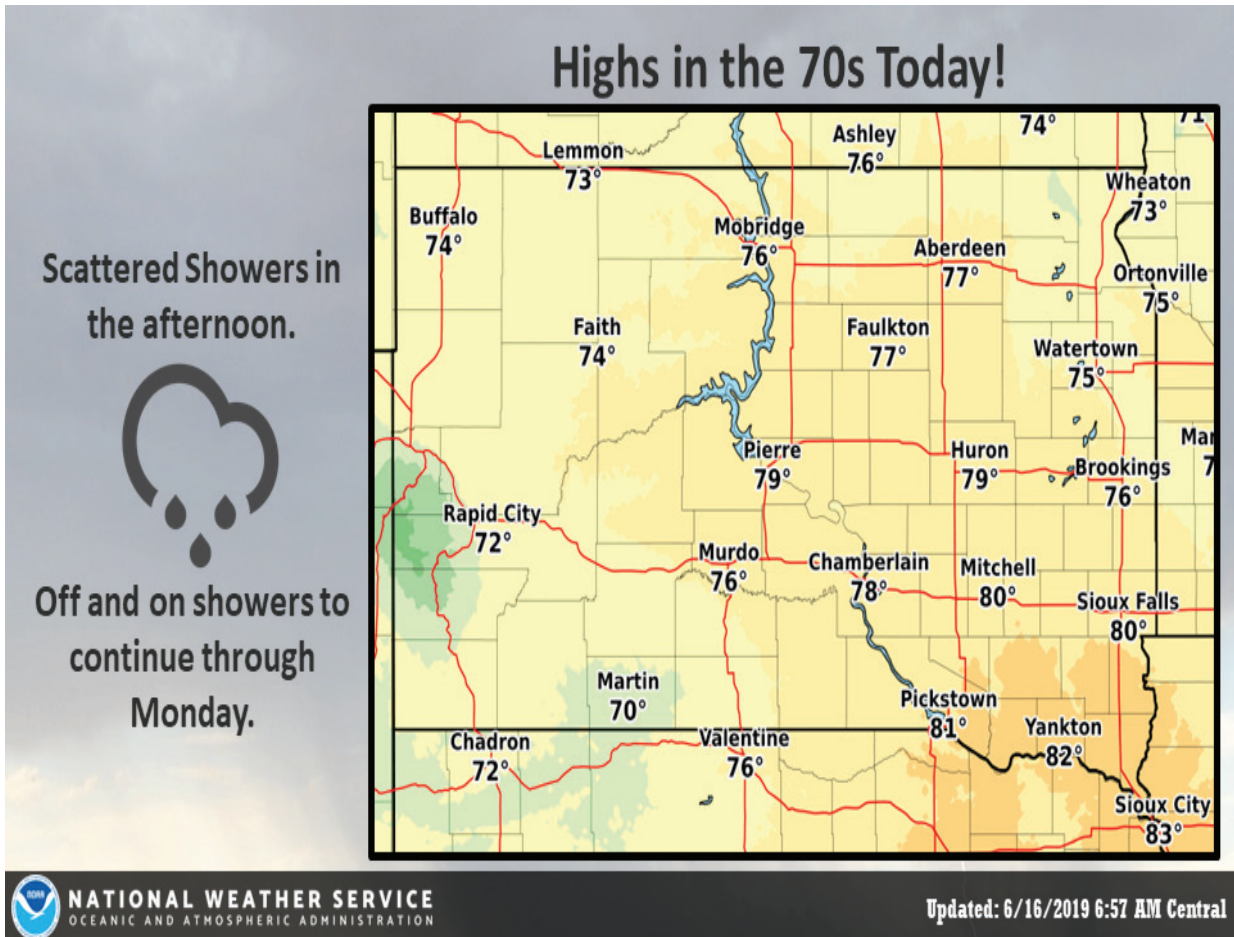 Highs in the 70s Today!
Scattered Showers in
the afternoon.
Off and on showers to
continue through
Monday.
74°
71°
Ashley
76°
Lemmon
73°
Wheaton
73°
Buffalo
74°
Mobridge
76°
Aberdeen
77°
Ortonville
75°
Faith
74°
Faulkton
77°
Watertown
75°
Pierre
79°
Huron
79°
Brookings
76°
Rapid City
72°
Murdo
76°
Chamberlain
78°
Mitchell
80°
Sioux Falls
80°
Martin
70°
Pickstown
81°
Yankton
82°
Chadron
72°
Valentine
76°
Sioux City
83°
NOAA
NATIONAL WEATHER SERVICE
OCEANIC AND ATMOSPHERIC ADMINISTRATION
Updated: 6/16/2019 6:57 AM Central